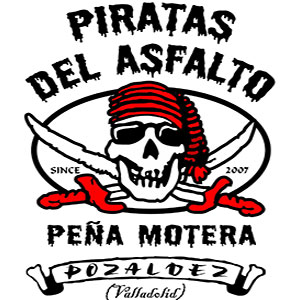 PIRATAS
DEL ASFALTO
SINCE 2007
PEÑA MOTERA
POZALDEZ
(Valladolid)